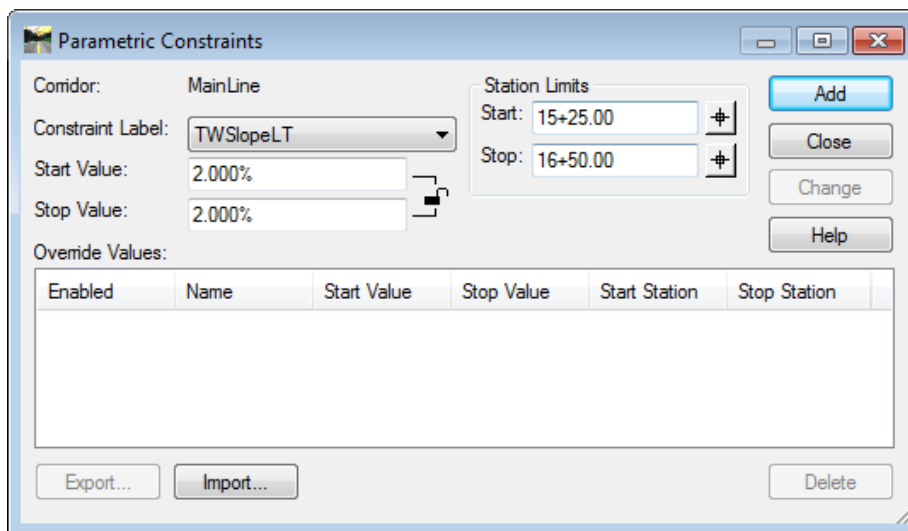 Parametric Constraints
Corridor: MainLine
Constraint Label: TWSlopeLT
Start Value: 2.000%
Stop Value: 2.000%
Station Limits
Start: 15+25.00
Stop: 16+50.00
Add
Close
Change
Help
Override Values:
Enabled Name Start Value Stop Value Start Station Stop Station
Export... Import... Delete